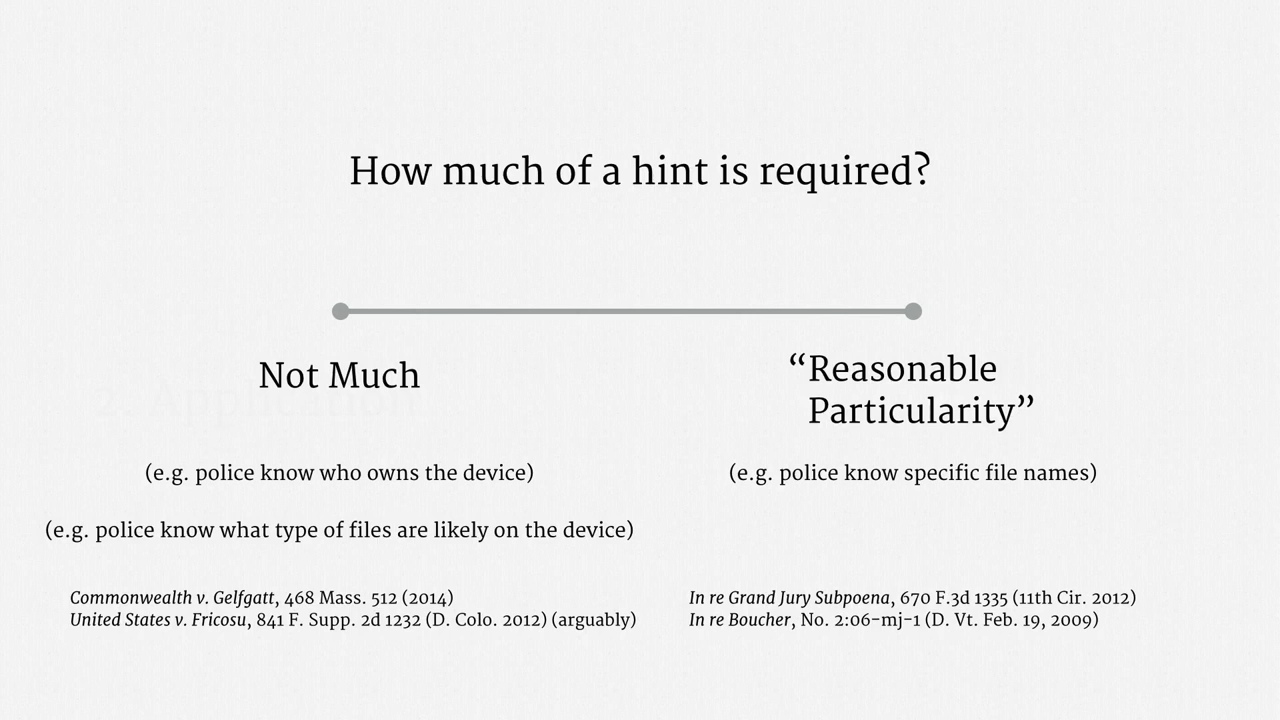 How much of a hint is required?
Not Much
“Reasonable
Particularity”
(e.g. police know who owns the device)
(e.g. police know specific file names)
(e.g. police know what type of files are likely on the device)
Commonwealth v. Gelfgatt, 468 Mass. 512 (2014)
United States v. Fricosu, 841 F. Supp. 2d 1232 (D. Colo. 2012) (arguably)
In re Grand Jury Subpoena, 670 F.3d 1335 (11th Cir. 2012)
In re Boucher, No. 2:06-mj-1 (D. Vt. Feb. 19, 2009)
2. Application